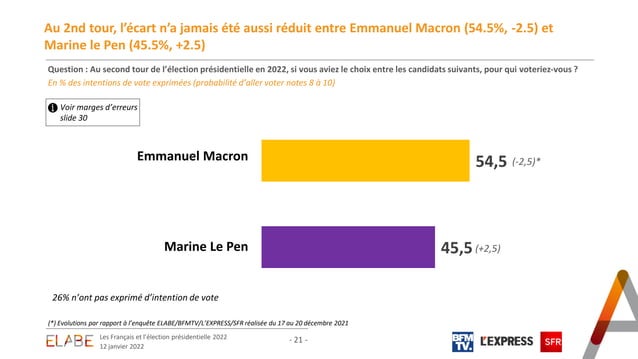 Au 2nd tour, l’écart n’a jamais été aussi réduit entre Emmanuel Macron (54.5%, -2.5) et
Marine le Pen (45.5%, +2.5)
Question : Au second tour de l’élection présidentielle en 2022, si vous aviez le choix entre les candidats suivants, pour qui voteriez-vous ?
En % des intentions de vote exprimées (probabilité d’aller voter notes 8 à 10)
! Voir marges d’erreurs
slide 30
Emmanuel Macron 54,5 (-2,5)*
Marine Le Pen 45,5 (+2,5)
26% n’ont pas exprimé d’intention de vote
(*) Evolutions par rapport à l’enquête ELABE/BFMTV/L’EXPRESS/SFR réalisée du 17 au 20 décembre 2021
ELABE
Les Français et l’élection présidentielle 2022
12 janvier 2022
- 21 -
BFM
TV.
L'EXPRESS
SFR